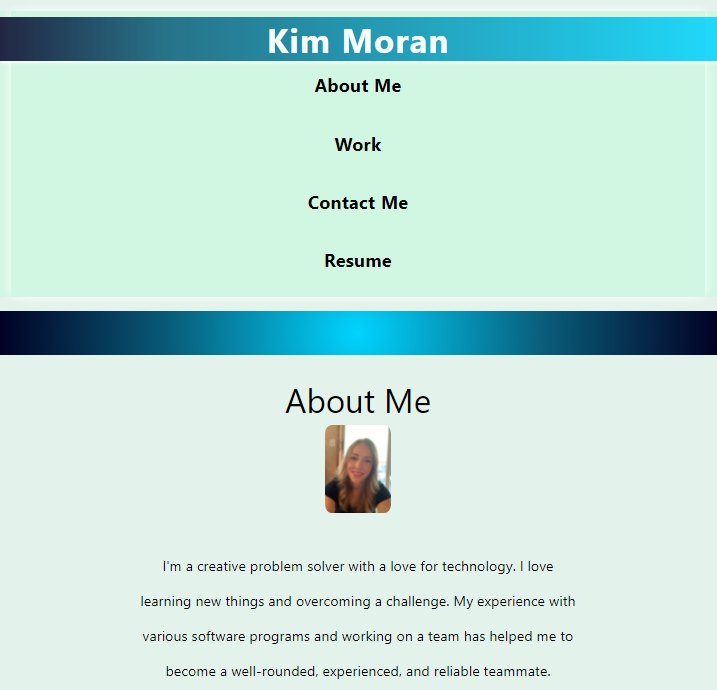 Kim Moran
About Me
Work
Contact Me
Resume
About Me
I'm a creative problem solver with a love for technology. I love
learning new things and overcoming a challenge. My experience with
various software programs and working on a team has helped me to
become a well-rounded, experienced, and reliable teammate.